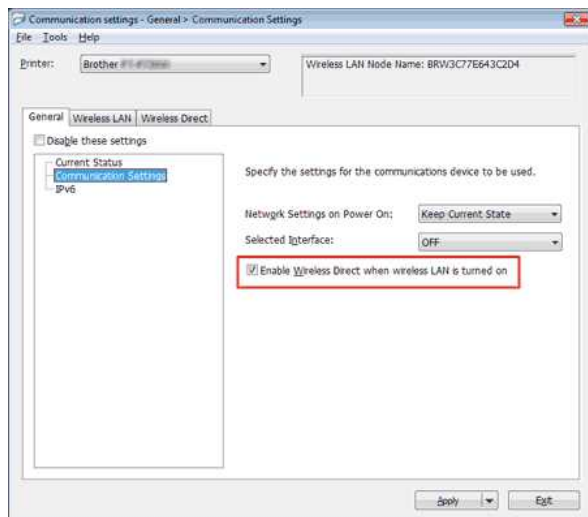 Communication settings - General > Communication Settings
File Tools Help
Printer: Brother
Wireless LAN Node Name: BRW3C77E643C2D4
General Wireless LAN Wireless Direct
Disable these settings
Current Status
Communication Settings
IPv6
Specify the settings for the communications device to be used.
Network Settings on Power On: Keep Current State
Selected Interface: OFF
Enable Wireless Direct when wireless LAN is turned on
Apply Exit